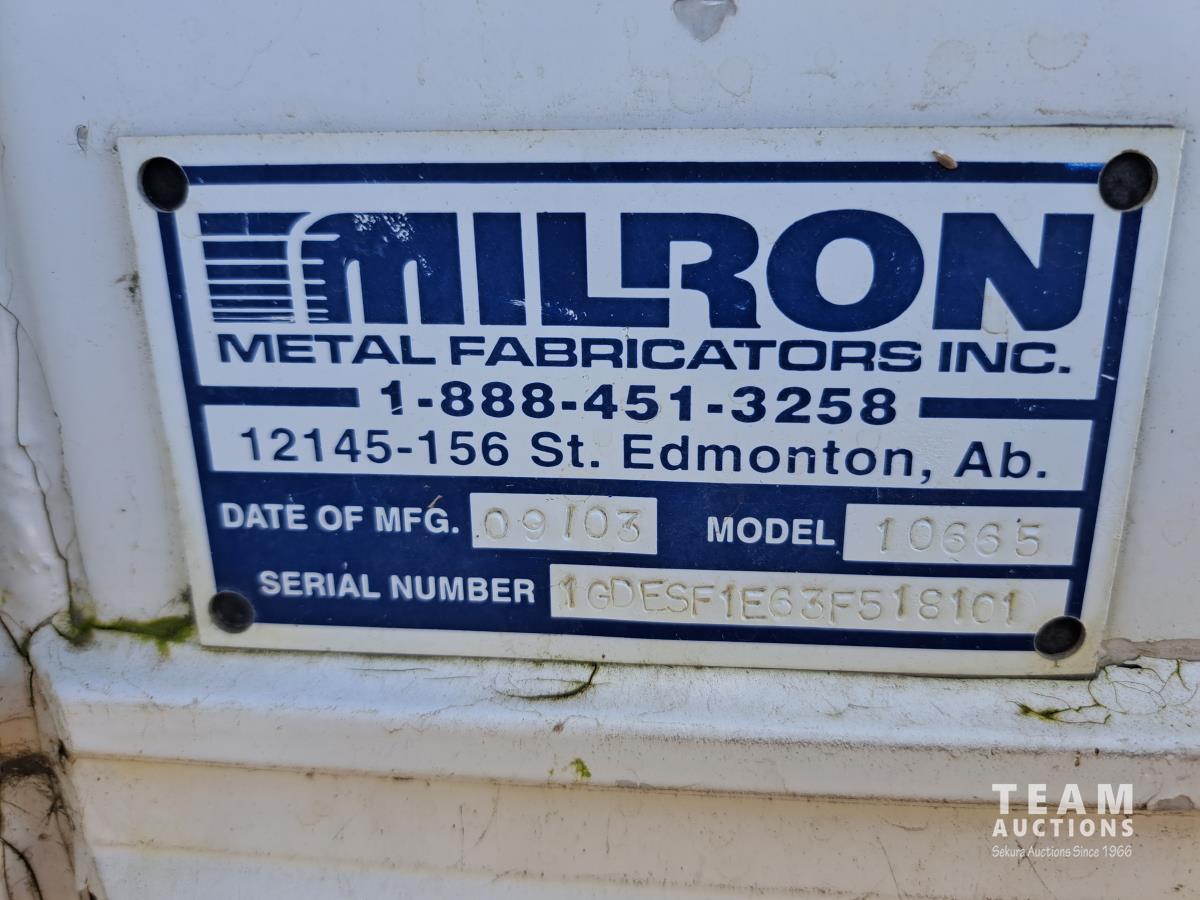 MILRON
METAL FABRICATORS INC.
1-888-451-3258
12145-156 St. Edmonton, Ab.
DATE OF MFG. 09/03 MODEL 10665
SERIAL NUMBER 1GDESF1E63F518101
TEAM
AUCTIONS
Sekura Auctions Since 1966